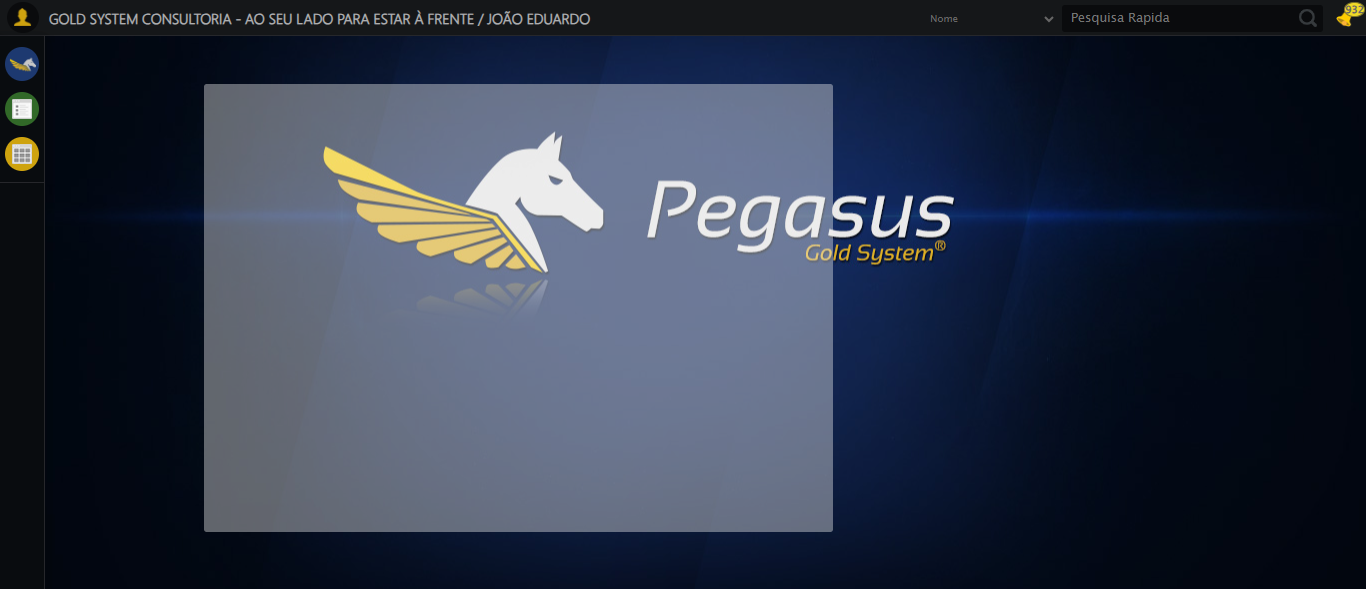 GOLD SYSTEM CONSULTORIA - AO SEU LADO PARA ESTAR À FRENTE / JOÃO EDUARDO
Nome
Pesquisa Rapida
932
Pegasus
Gold System®